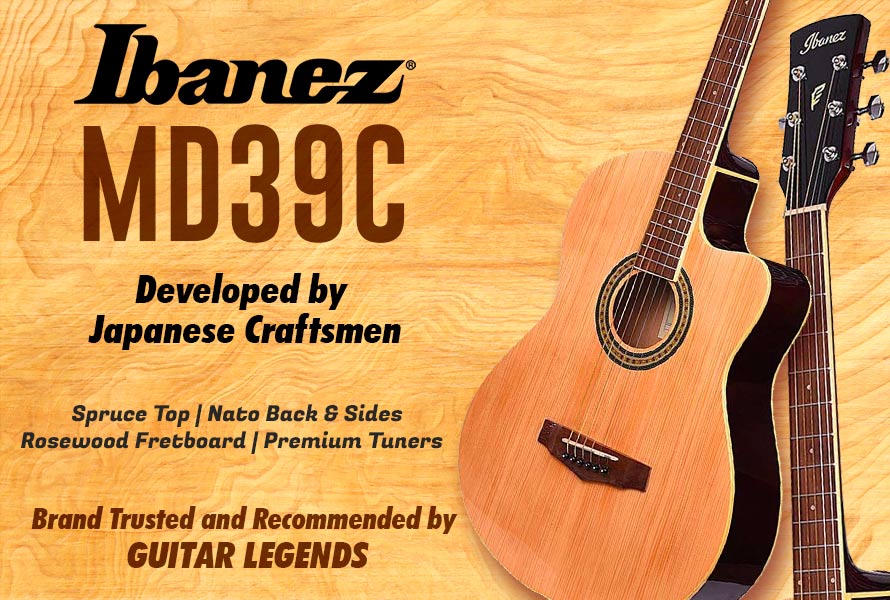 Ibanez®
MD39C
Developed by
Japanese Craftsmen
Spruce Top | Nato Back & Sides
Rosewood Fretboard | Premium Tuners
Brand Trusted and Recommended by
GUITAR LEGENDS
Ibanez